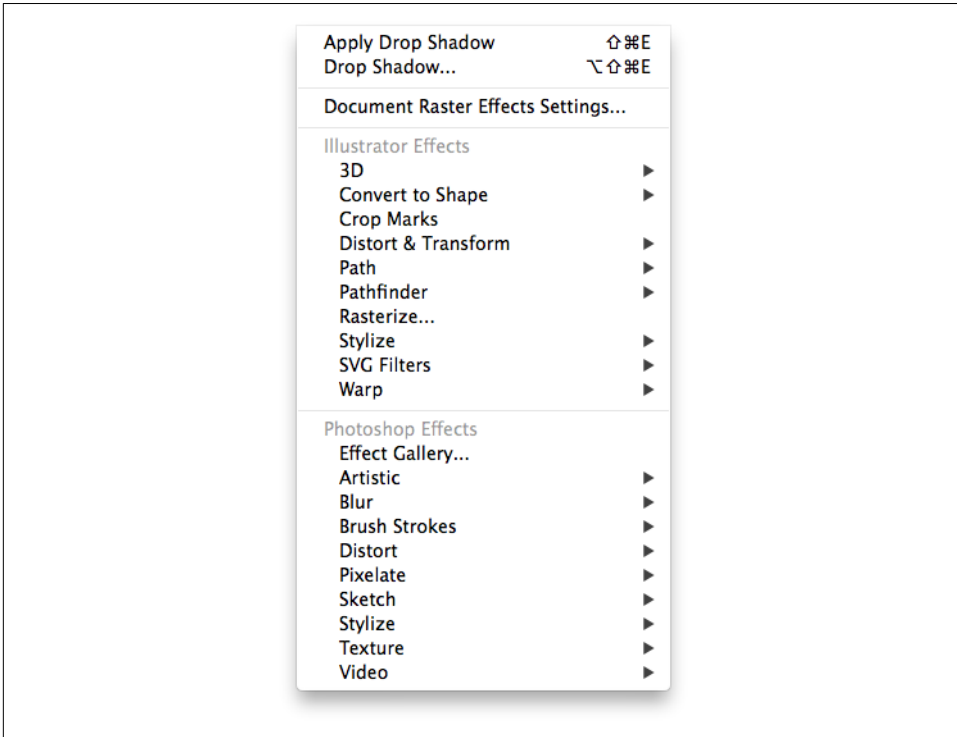 Apply Drop Shadow ⇧⌘E
Drop Shadow... ⌥⇧⌘E
Document Raster Effects Settings...
Illustrator Effects
3D
Convert to Shape
Crop Marks
Distort & Transform
Path
Pathfinder
Rasterize...
Stylize
SVG Filters
Warp
Photoshop Effects
Effect Gallery...
Artistic
Blur
Brush Strokes
Distort
Pixelate
Sketch
Stylize
Texture
Video